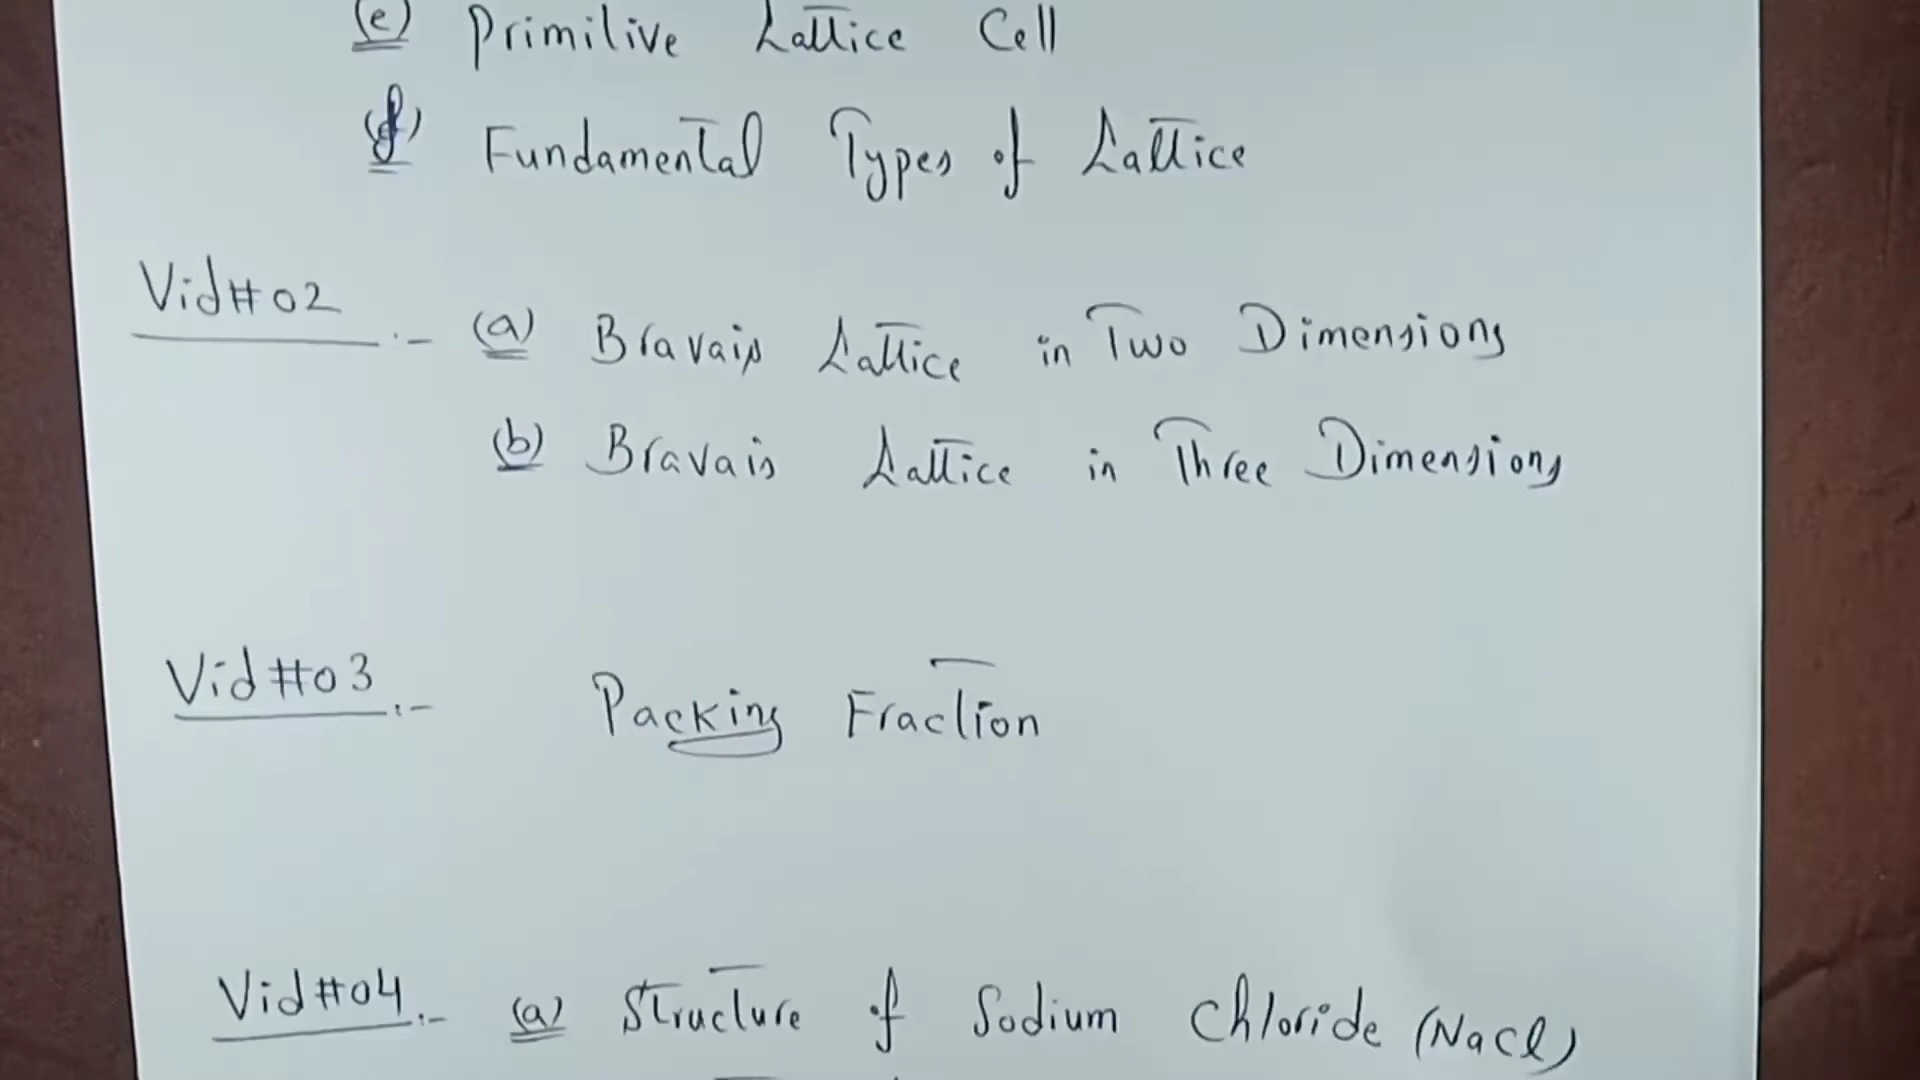 (e) Primilive Lattice Cell
(f) Fundamental Types of Lattice
Vid#02 :- (a) Bravais Lattice in Two Dimensions
(b) Bravais Lattice in Three Dimensions
Vid#03 :- Packing Fraction
Vid#04 :- (a) Structure of Sodium Chloride (NaCl)